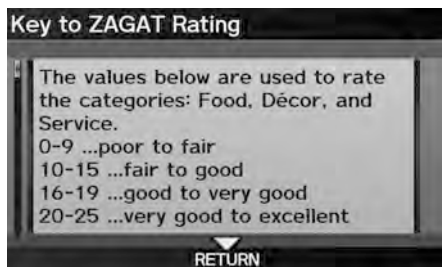 Key to ZAGAT Rating
The values below are used to rate
the categories: Food, Décor, and
Service.
0-9 ...poor to fair
10-15 ...fair to good
16-19 ...good to very good
20-25 ...very good to excellent
RETURN